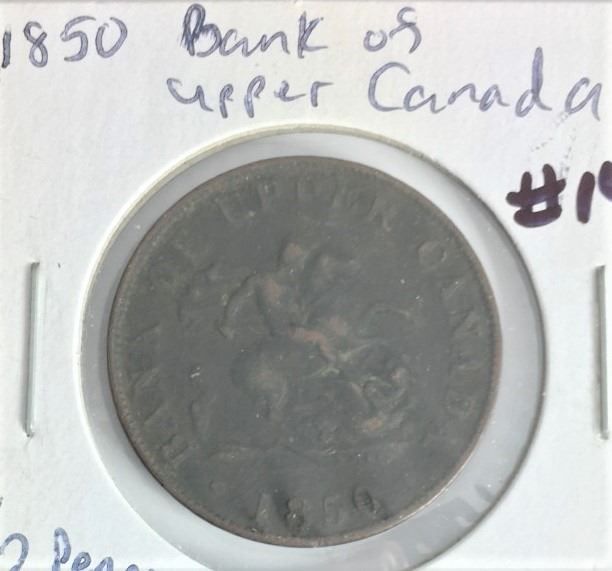 1850 Bank of
upper Canada
#1
BANK OF UPPER CANADA
1850